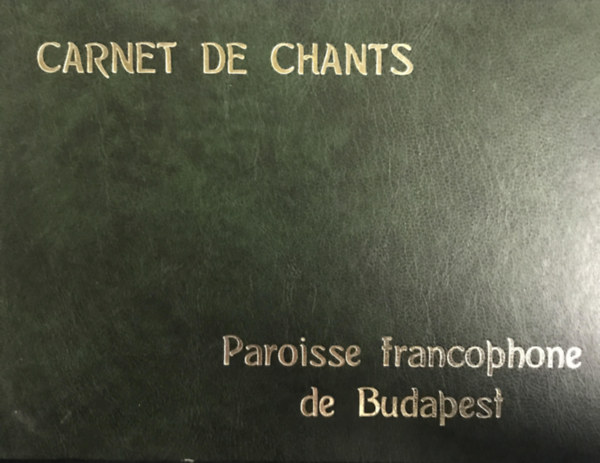 CARNET DE CHANTS
Paroisse francophone
de Budapest